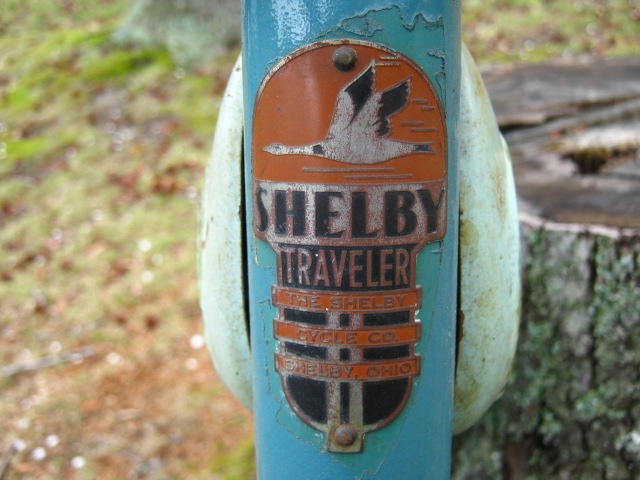 SHELBY
TRAVELER
THE SHELBY
CYCLE CO.
SHELBY, OHIO